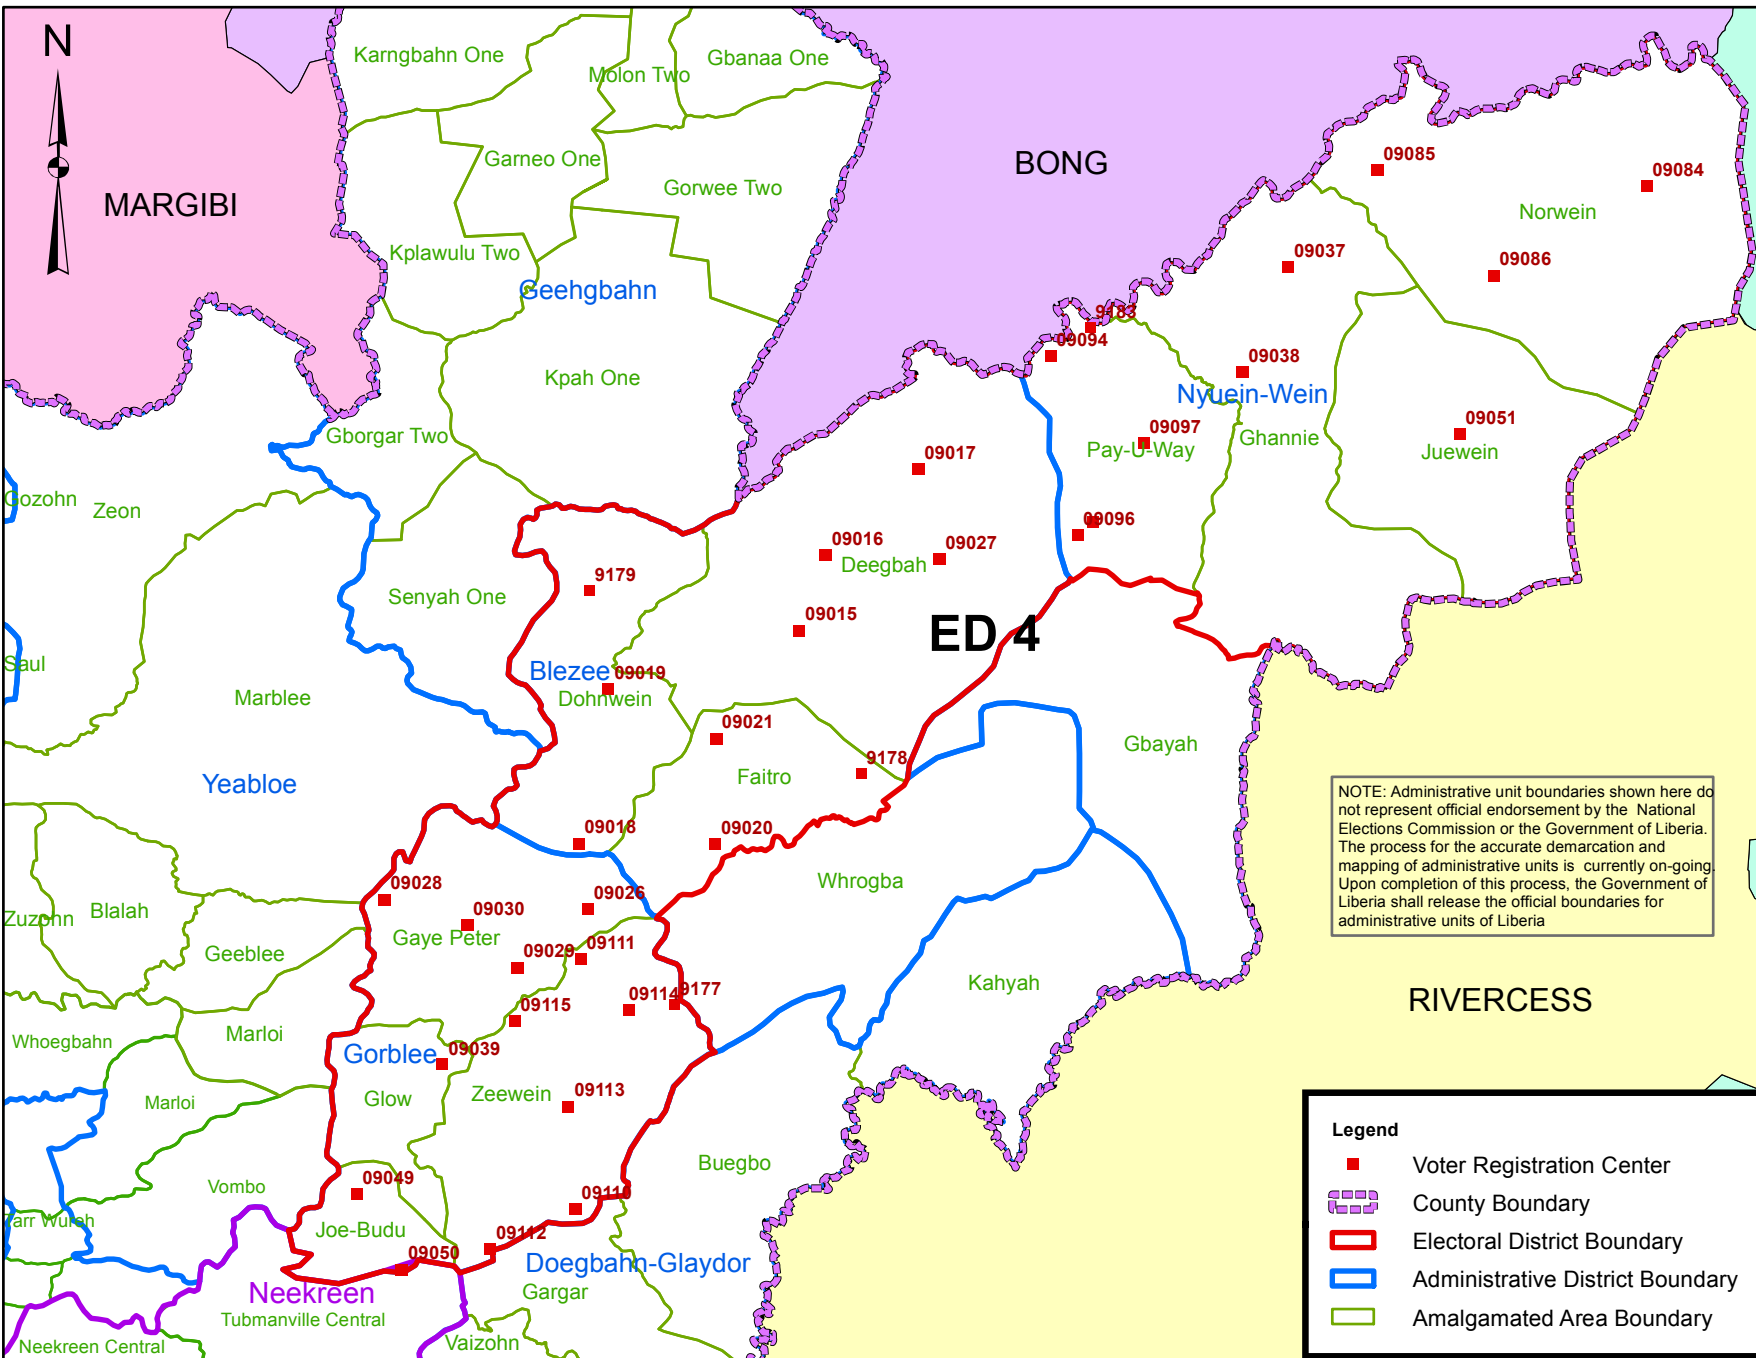 N
Karngbahn One
Molon Two
Gbanaa One
BONG
09085
09084
Garneo One
Gorwee Two
MARGIBI
Norwein
Kplawulu Two
09037
09086
Geehgbahn
9183
09094
09038
Kpah One
Nyuein-Wein
Gborgar Two
09097
Pay-U-Way
Ghannie
09051
Juewein
09017
Gozohn
Zeon
09096
09016
09027
Deegbah
9179
Senyah One
09015
ED 4
Saul
Blezee
09019
Dohnwein
Marblee
09021
Gbayah
9178
Faitro
Yeabloe
NOTE: Administrative unit boundaries shown here do
not represent official endorsement by the National
Elections Commission or the Government of Liberia.
The process for the accurate demarcation and
mapping of administrative units is currently on-going.
Upon completion of this process, the Government of
Liberia shall release the official boundaries for
administrative units of Liberia
09018
09020
09028
Whrogba
09026
Zuzohn
Blalah
09030
Gaye Peter
09029
09111
Geeblee
Kahyah
09114
9177
RIVERCESS
09115
Marloi
Whoegbahn
Gorblee
09039
Marloi
Glow
Zeewein
09113
Buegbo
Vombo
09049
09110
Joe-Budu
09112
09050
Doegbahn-Glaydor
Neekreen
Gargar
Tubmanville Central
Neekreen Central
Vaizohn
Legend
Voter Registration Center
County Boundary
Electoral District Boundary
Administrative District Boundary
Amalgamated Area Boundary